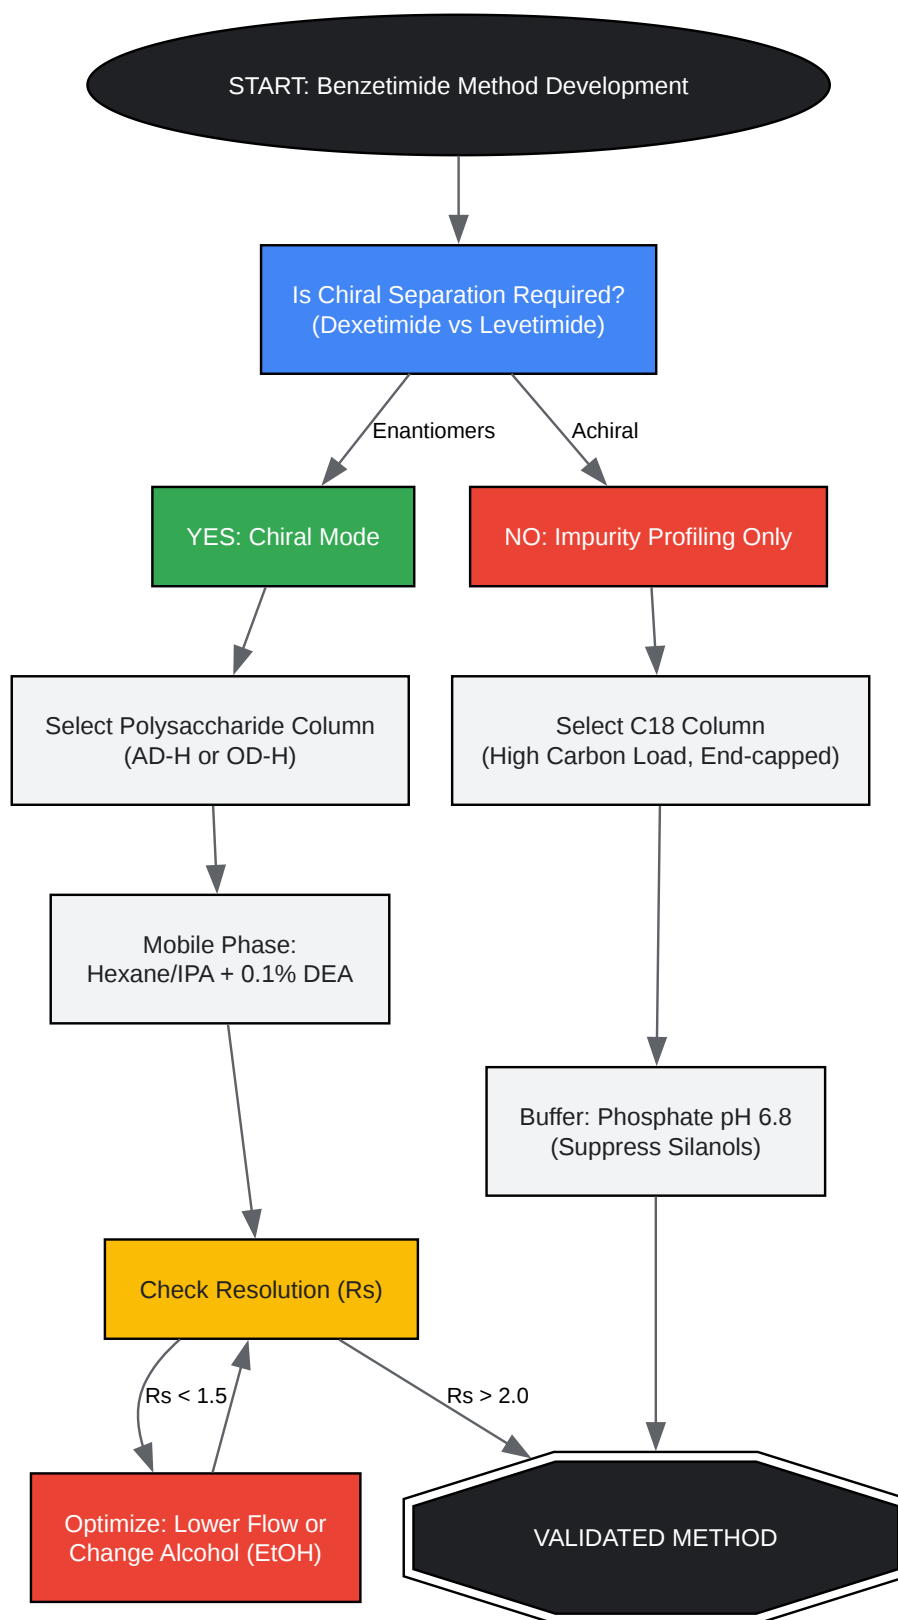 START: Benzetimide Method Development
Is Chiral Separation Required?
(Dexetimide vs Levetimide)
Enantiomers
Achiral
YES: Chiral Mode
NO: Impurity Profiling Only
Select Polysaccharide Column
(AD-H or OD-H)
Select C18 Column
(High Carbon Load, End-capped)
Mobile Phase:
Hexane/IPA + 0.1% DEA
Buffer: Phosphate pH 6.8
(Suppress Silanols)
Check Resolution (Rs)
Rs < 1.5
Rs > 2.0
Optimize: Lower Flow or
Change Alcohol (EtOH)
VALIDATED METHOD